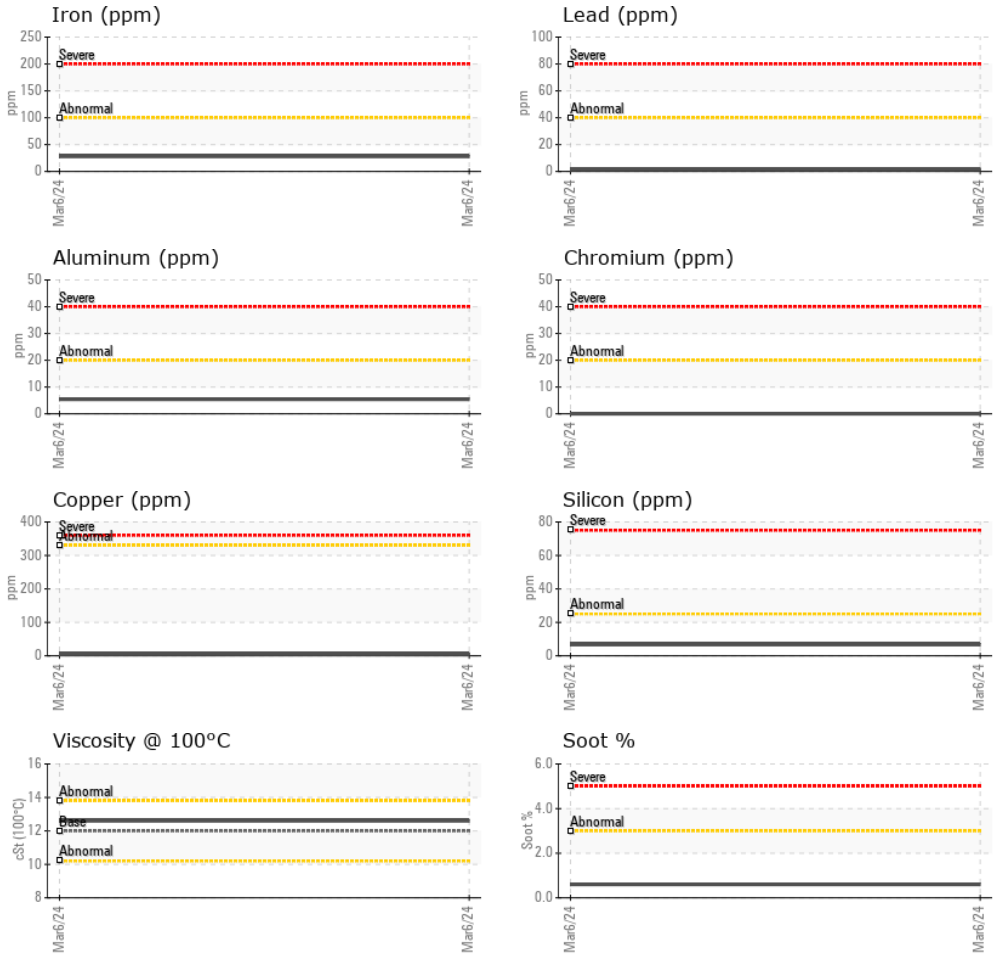 Iron (ppm)
250
200
150
100
50
0
ppm
Severe
Abnormal
Mar6/24
Mar6/24
Lead (ppm)
100
80
60
40
20
0
ppm
Severe
Abnormal
Mar6/24
Mar6/24
Aluminum (ppm)
50
40
30
20
10
0
ppm
Severe
Abnormal
Mar6/24
Mar6/24
Chromium (ppm)
50
40
30
20
10
0
ppm
Severe
Abnormal
Mar6/24
Mar6/24
Copper (ppm)
400
300
200
100
0
ppm
Severe
Abnormal
Mar6/24
Mar6/24
Silicon (ppm)
80
60
40
20
0
ppm
Severe
Abnormal
Mar6/24
Mar6/24
Viscosity @ 100°C
16
14
12
10
8
cSt (100°C)
Abnormal
Base
Abnormal
Mar6/24
Mar6/24
Soot %
6.0
4.0
2.0
0.0
Soot %
Severe
Abnormal
Mar6/24
Mar6/24